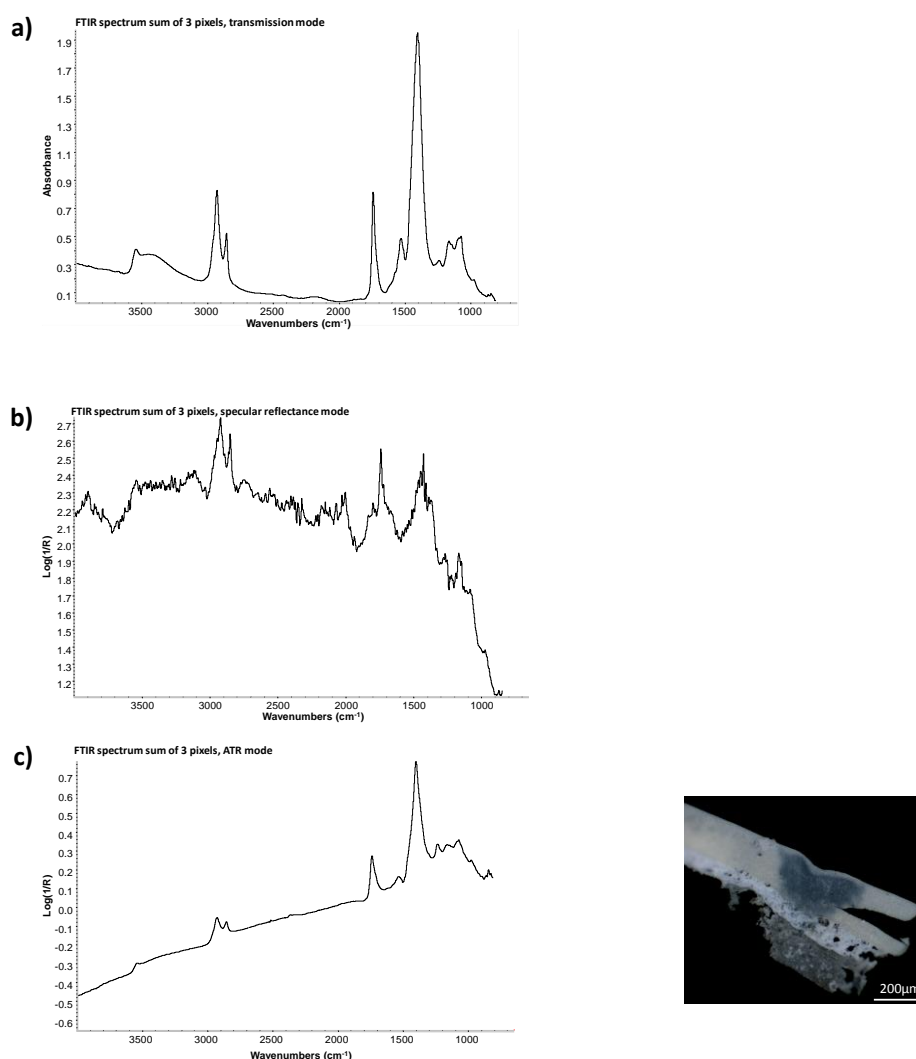 a)
FTIR spectrum sum of 3 pixels, transmission mode
1.9
1.7
1.5
1.3
1.1
0.9
0.7
0.5
0.3
0.1
Absorbance
3500 3000 2500 2000 1500 1000
Wavenumbers (cm⁻¹)
b)
FTIR spectrum sum of 3 pixels, specular reflectance mode
2.7
2.6
2.5
2.4
2.3
2.2
2.1
2.0
1.9
1.8
1.7
1.6
1.5
1.4
1.3
1.2
Log(1/R)
3500 3000 2500 2000 1500 1000
Wavenumbers (cm⁻¹)
c)
FTIR spectrum sum of 3 pixels, ATR mode
0.7
0.6
0.5
0.4
0.3
0.2
0.1
0.0
-0.1
-0.2
-0.3
-0.4
-0.5
-0.6
Log(1/R)
3500 3000 2500 2000 1500 1000
Wavenumbers (cm⁻¹)
200µm